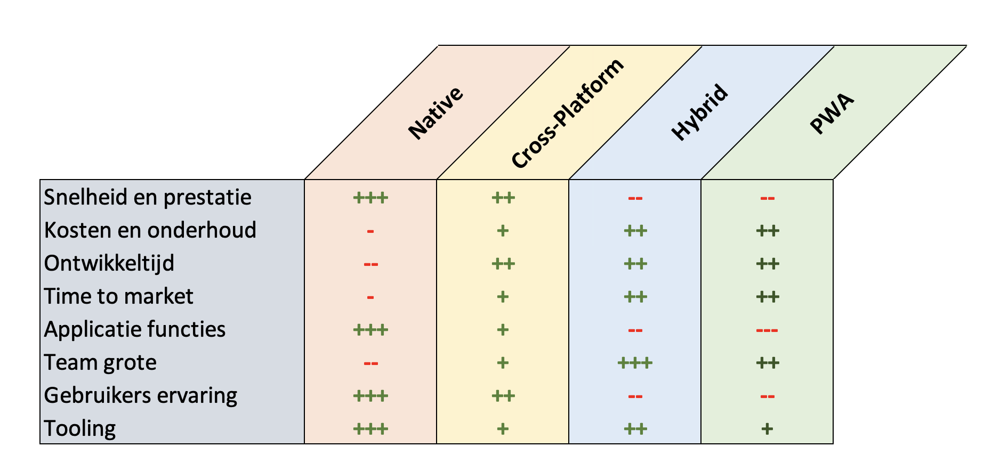 Native Cross-Platform Hybrid PWA
Snelheid en prestatie +++ ++ -- --
Kosten en onderhoud - + ++ ++
Ontwikkeltijd -- ++ ++ ++
Time to market - + ++ ++
Applicatie functies +++ + -- ---
Team grote -- + +++ ++
Gebruikers ervaring +++ ++ -- --
Tooling +++ + ++ +